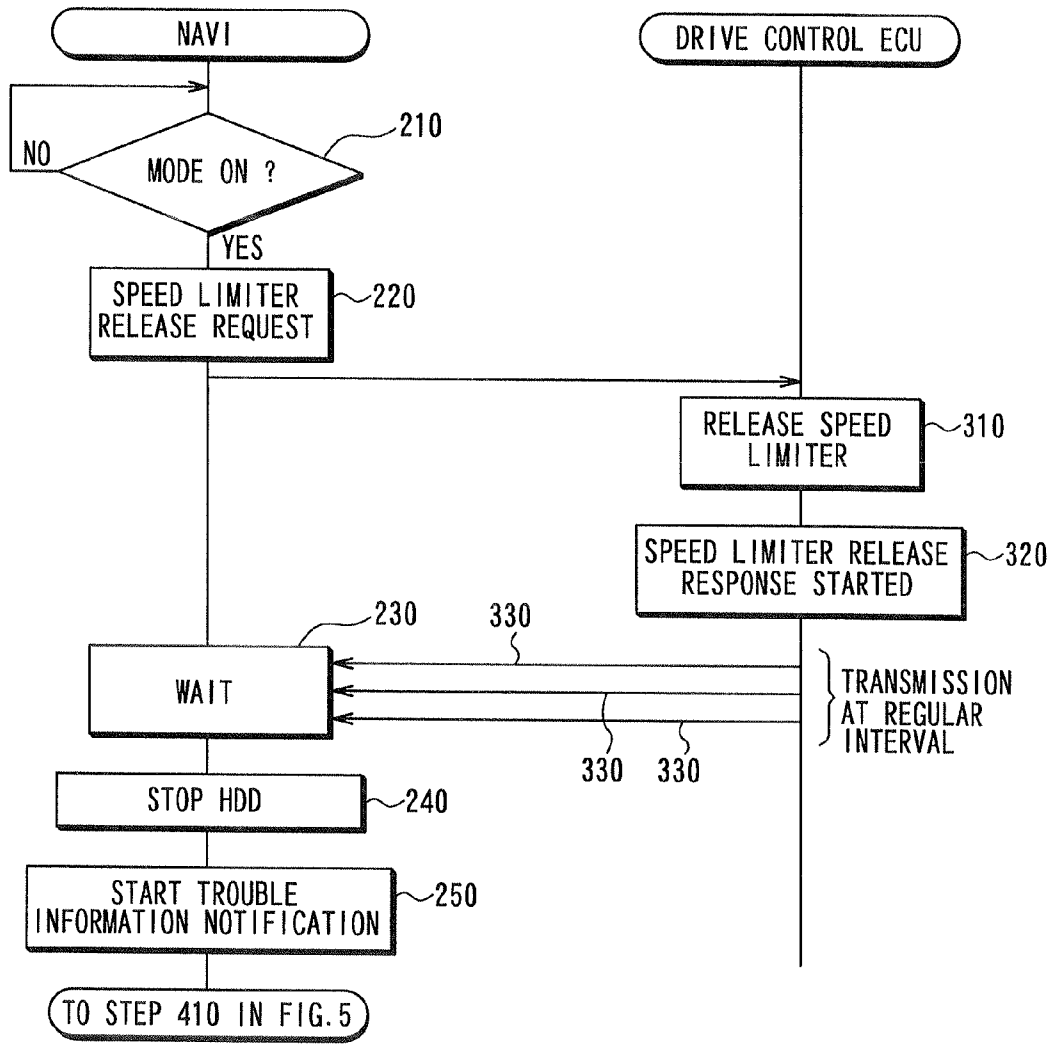 NAVI
DRIVE CONTROL ECU
210
NO
MODE ON ?
YES
SPEED LIMITER
RELEASE REQUEST
220
RELEASE SPEED
LIMITER
310
SPEED LIMITER RELEASE
RESPONSE STARTED
320
230
330
WAIT
330
330
TRANSMISSION
AT REGULAR
INTERVAL
STOP HDD
240
START TROUBLE
INFORMATION NOTIFICATION
250
TO STEP 410 IN FIG.5